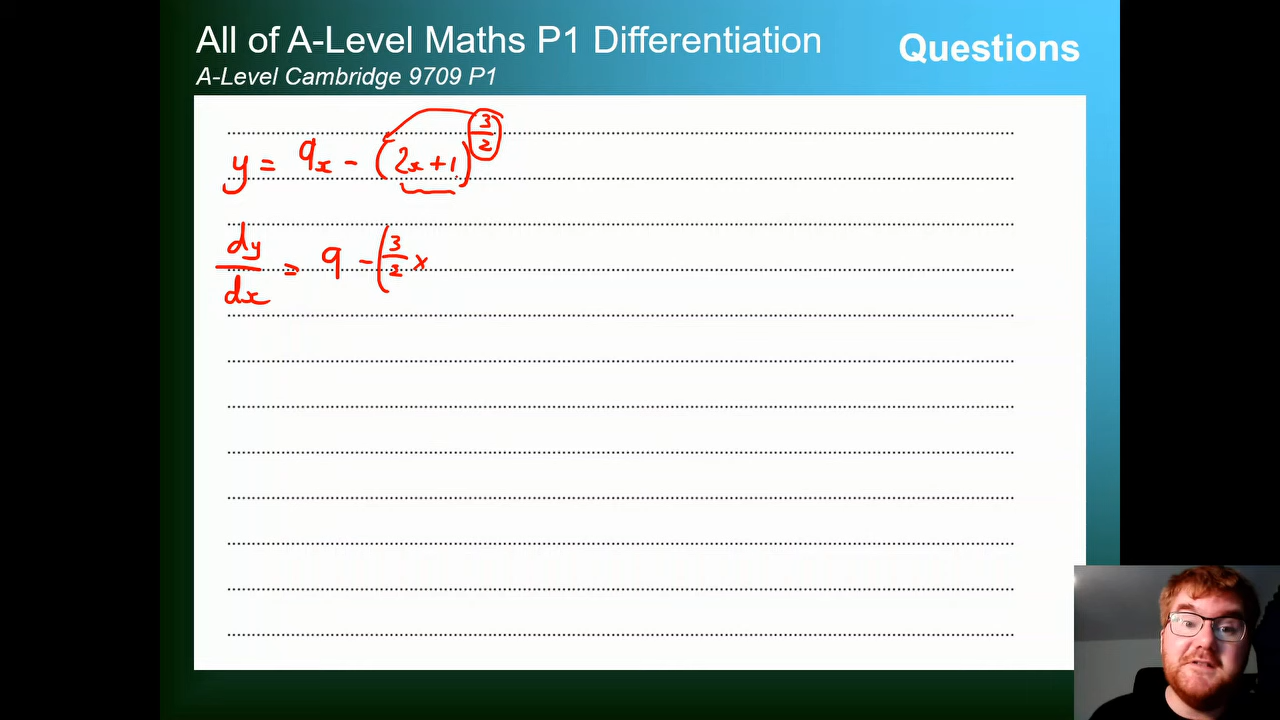 All of A-Level Maths P1 Differentiation
Questions
A-Level Cambridge 9709 P1
y = 9x - (2x+1)^(3/2)
dy/dx = 9 - (3/2 ×